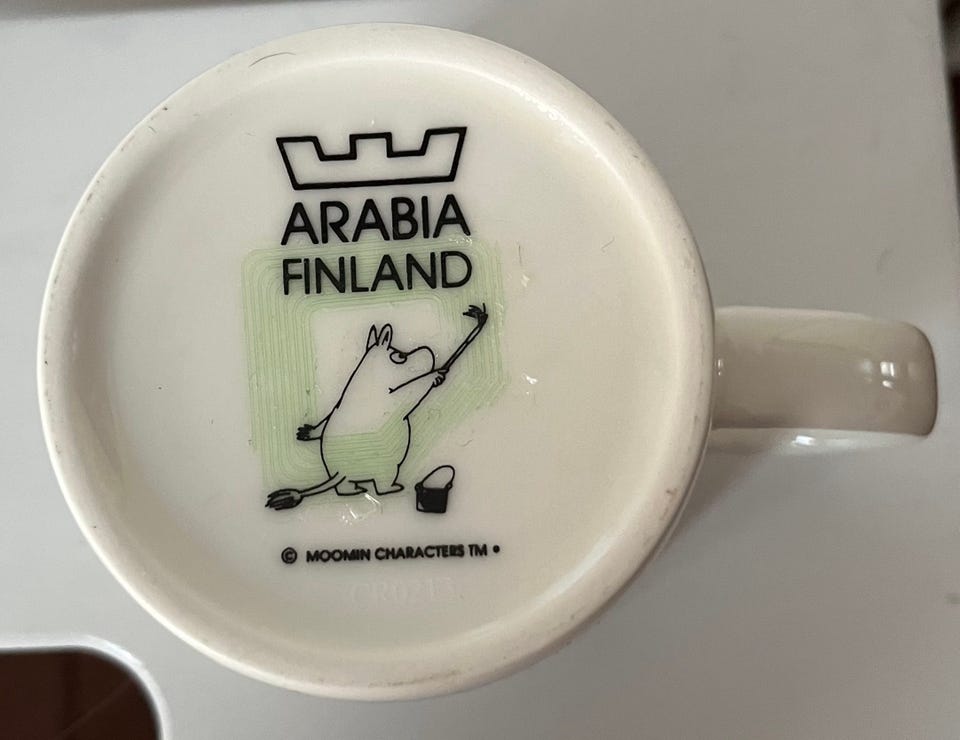 ARABIA
FINLAND
© MOOMIN CHARACTERS TM •